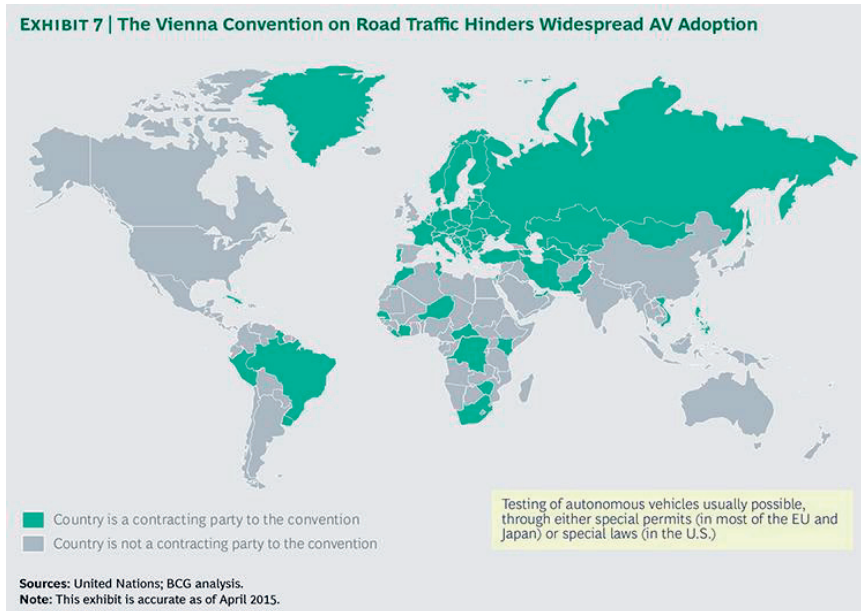 EXHIBIT 7 | The Vienna Convention on Road Traffic Hinders Widespread AV Adoption
Country is a contracting party to the convention
Country is not a contracting party to the convention
Testing of autonomous vehicles usually possible,
through either special permits (in most of the EU and
Japan) or special laws (in the U.S.)
Sources: United Nations; BCG analysis.
Note: This exhibit is accurate as of April 2015.